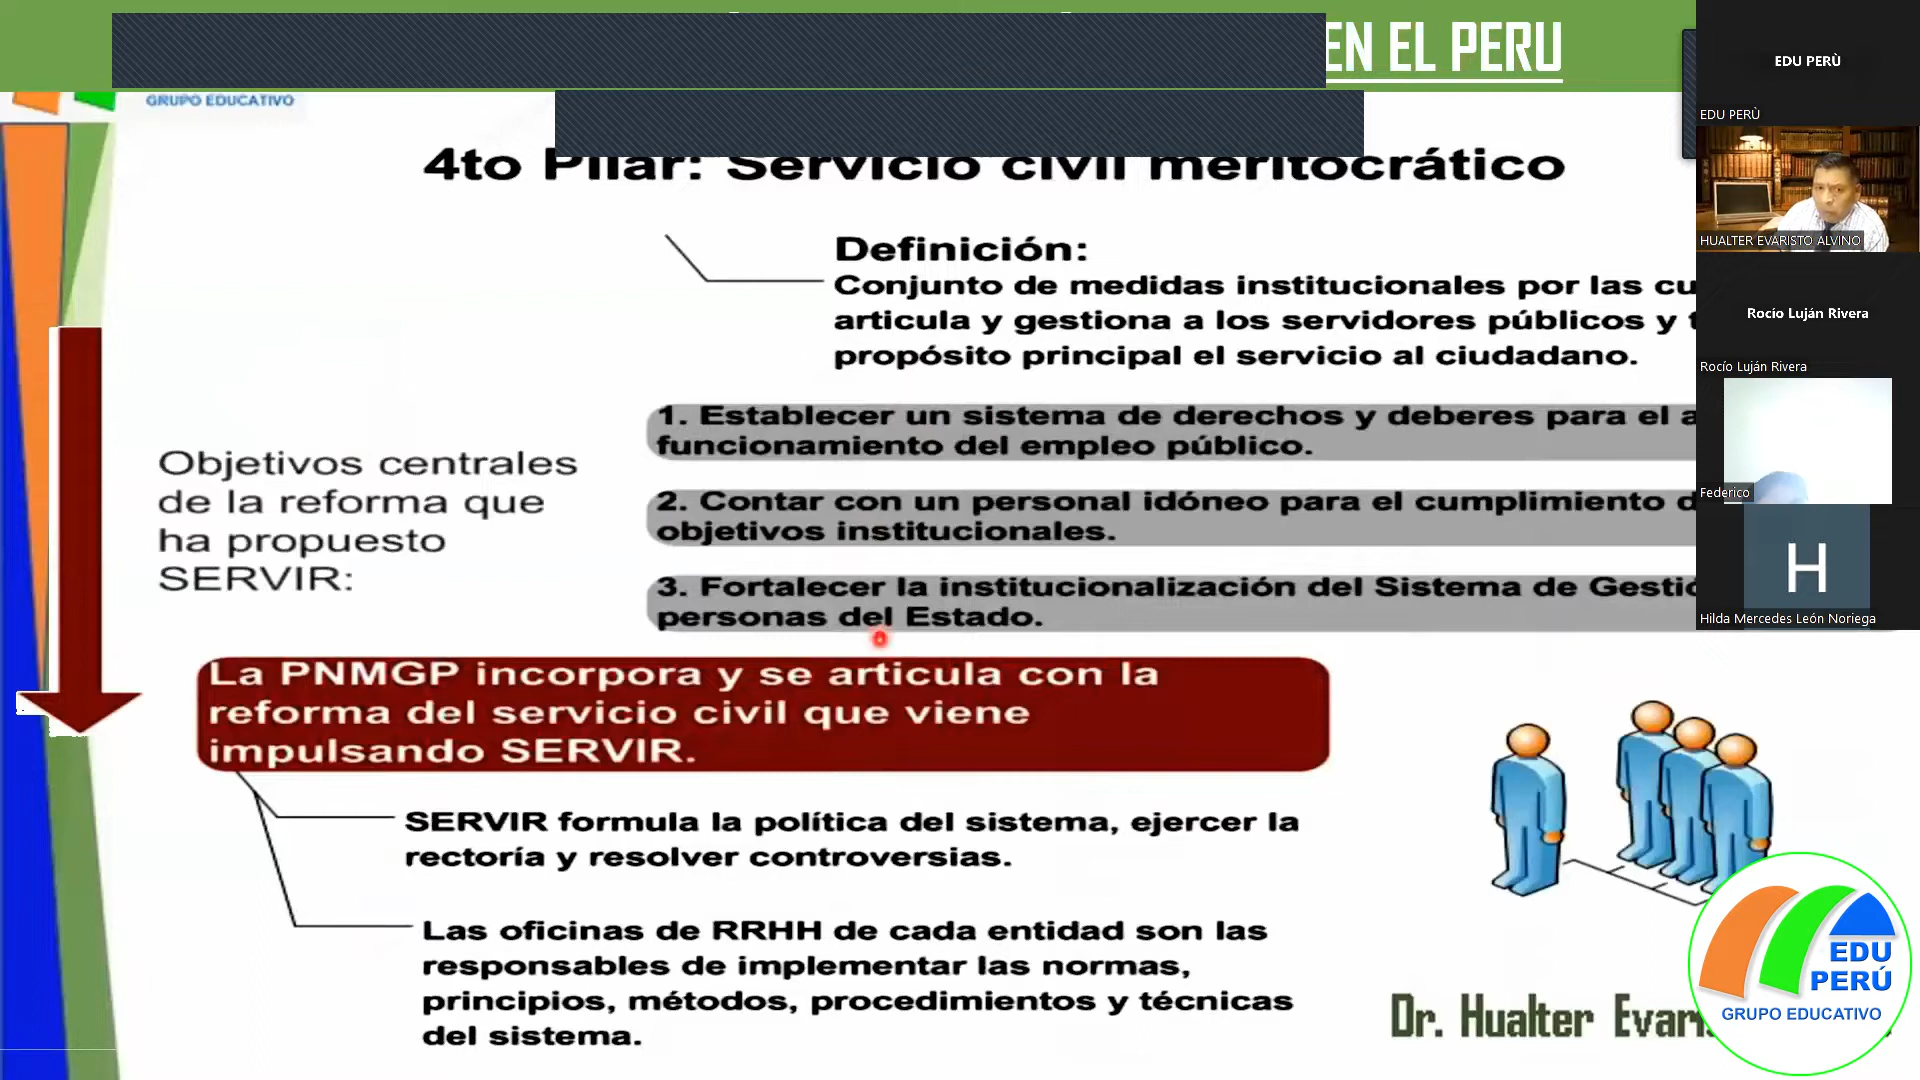 EN EL PERU
GRUPO EDUCATIVO
4to Pilar: Servicio civil meritocrático
Definición:
Conjunto de medidas institucionales por las cu
articula y gestiona a los servidores públicos y t
propósito principal el servicio al ciudadano.
Objetivos centrales
de la reforma que
ha propuesto
SERVIR:
1. Establecer un sistema de derechos y deberes para el a
funcionamiento del empleo público.
2. Contar con un personal idóneo para el cumplimiento d
objetivos institucionales.
3. Fortalecer la institucionalización del Sistema de Gestió
personas del Estado.
La PNMGP incorpora y se articula con la
reforma del servicio civil que viene
impulsando SERVIR.
SERVIR formula la política del sistema, ejercer la
rectoría y resolver controversias.
Las oficinas de RRHH de cada entidad son las
responsables de implementar las normas,
principios, métodos, procedimientos y técnicas
del sistema.
Dr. Hualter Evaris
EDU
PERÚ
GRUPO EDUCATIVO
EDU PERÙ
EDU PERÙ
HUALTER EVARISTO ALVINO
Rocío Luján Rivera
Rocío Luján Rivera
Federico
H
Hilda Mercedes León Noriega